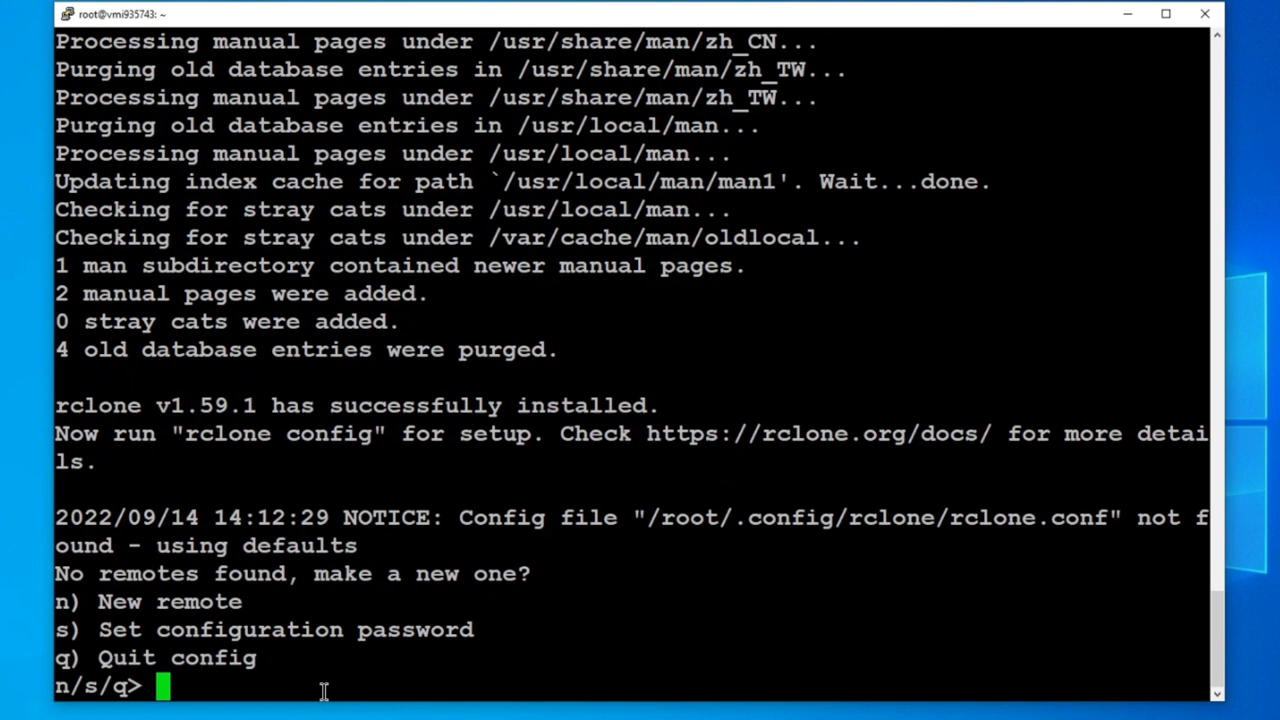 root@vmi935743: ~
Processing manual pages under /usr/share/man/zh_CN...
Purging old database entries in /usr/share/man/zh_TW...
Processing manual pages under /usr/share/man/zh_TW...
Purging old database entries in /usr/local/man...
Processing manual pages under /usr/local/man...
Updating index cache for path `/usr/local/man/man1'. Wait...done.
Checking for stray cats under /usr/local/man...
Checking for stray cats under /var/cache/man/oldlocal...
1 man subdirectory contained newer manual pages.
2 manual pages were added.
0 stray cats were added.
4 old database entries were purged.
rclone v1.59.1 has successfully installed.
Now run "rclone config" for setup. Check https://rclone.org/docs/ for more detai
ls.
2022/09/14 14:12:29 NOTICE: Config file "/root/.config/rclone/rclone.conf" not f
ound - using defaults
No remotes found, make a new one?
n) New remote
s) Set configuration password
q) Quit config
n/s/q>